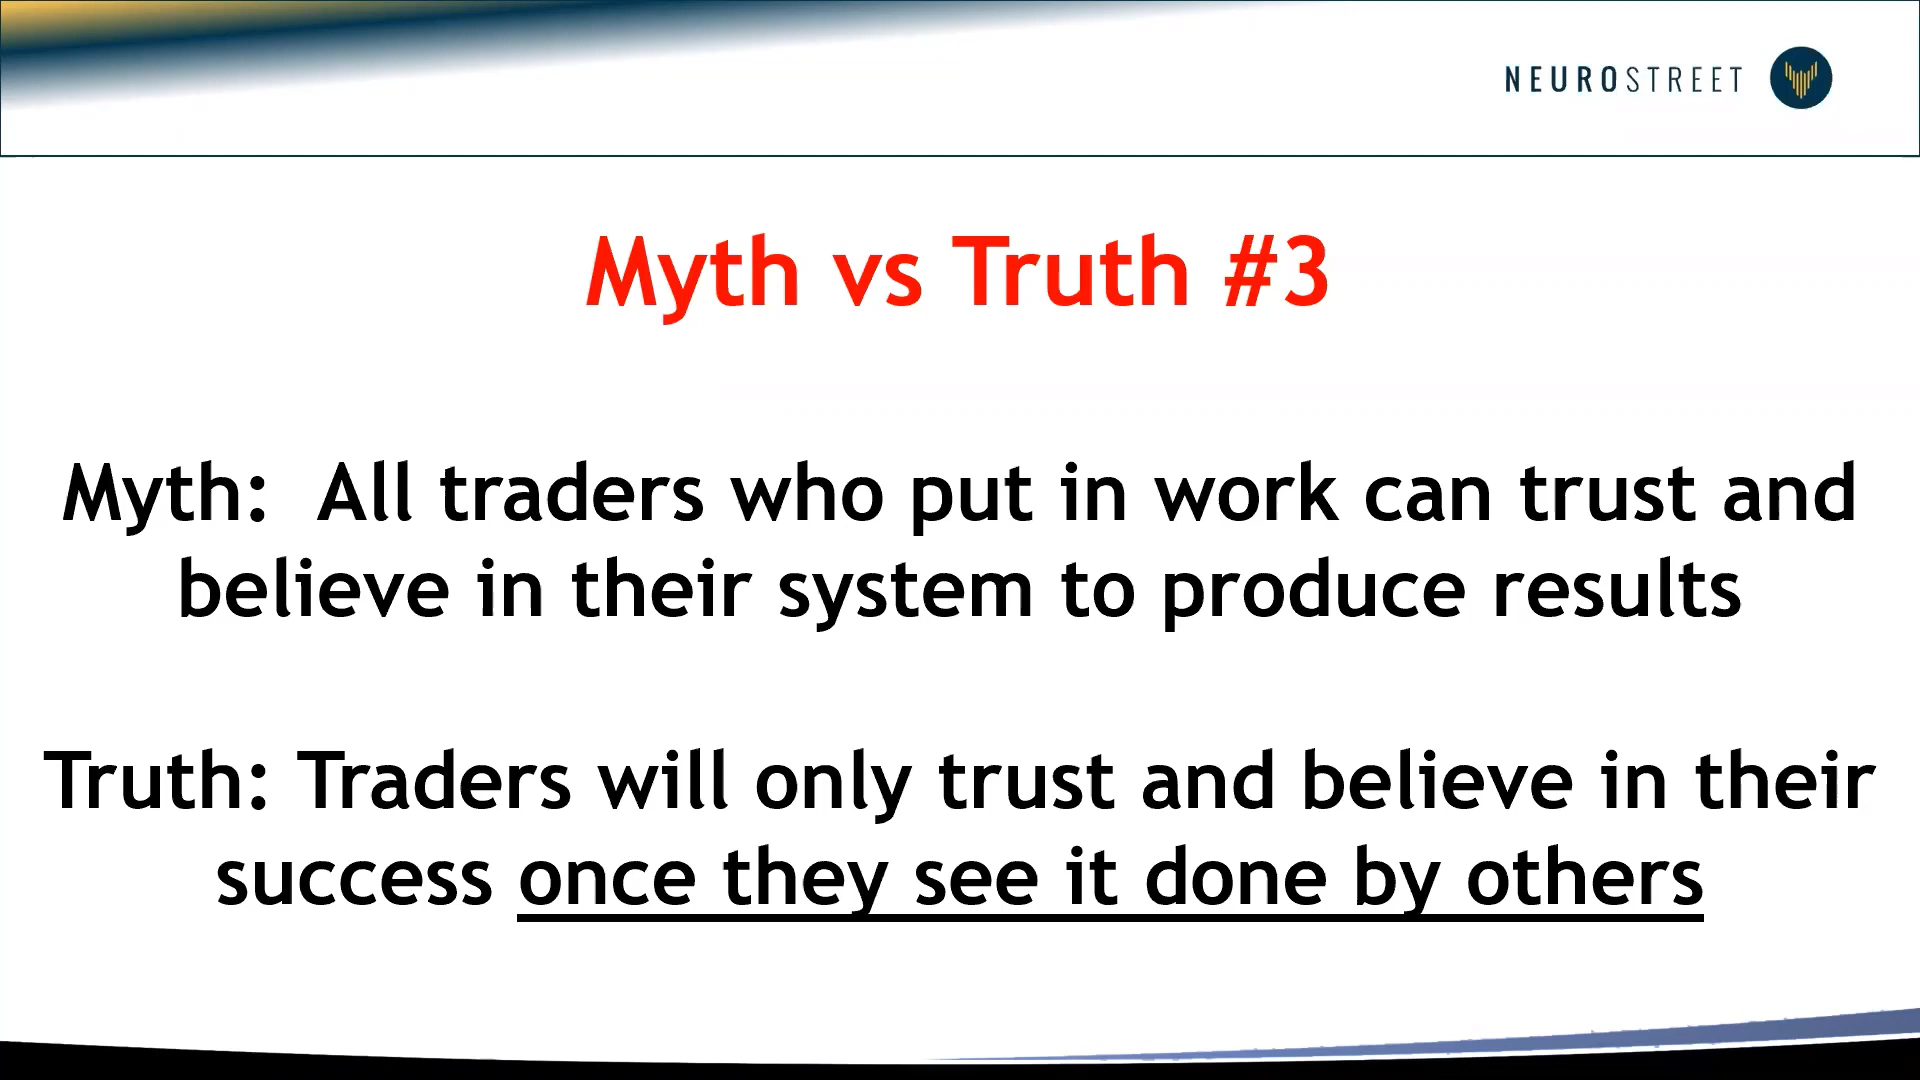 NEUROSTREET
Myth vs Truth #3
Myth: All traders who put in work can trust and
believe in their system to produce results
Truth: Traders will only trust and believe in their
success once they see it done by others